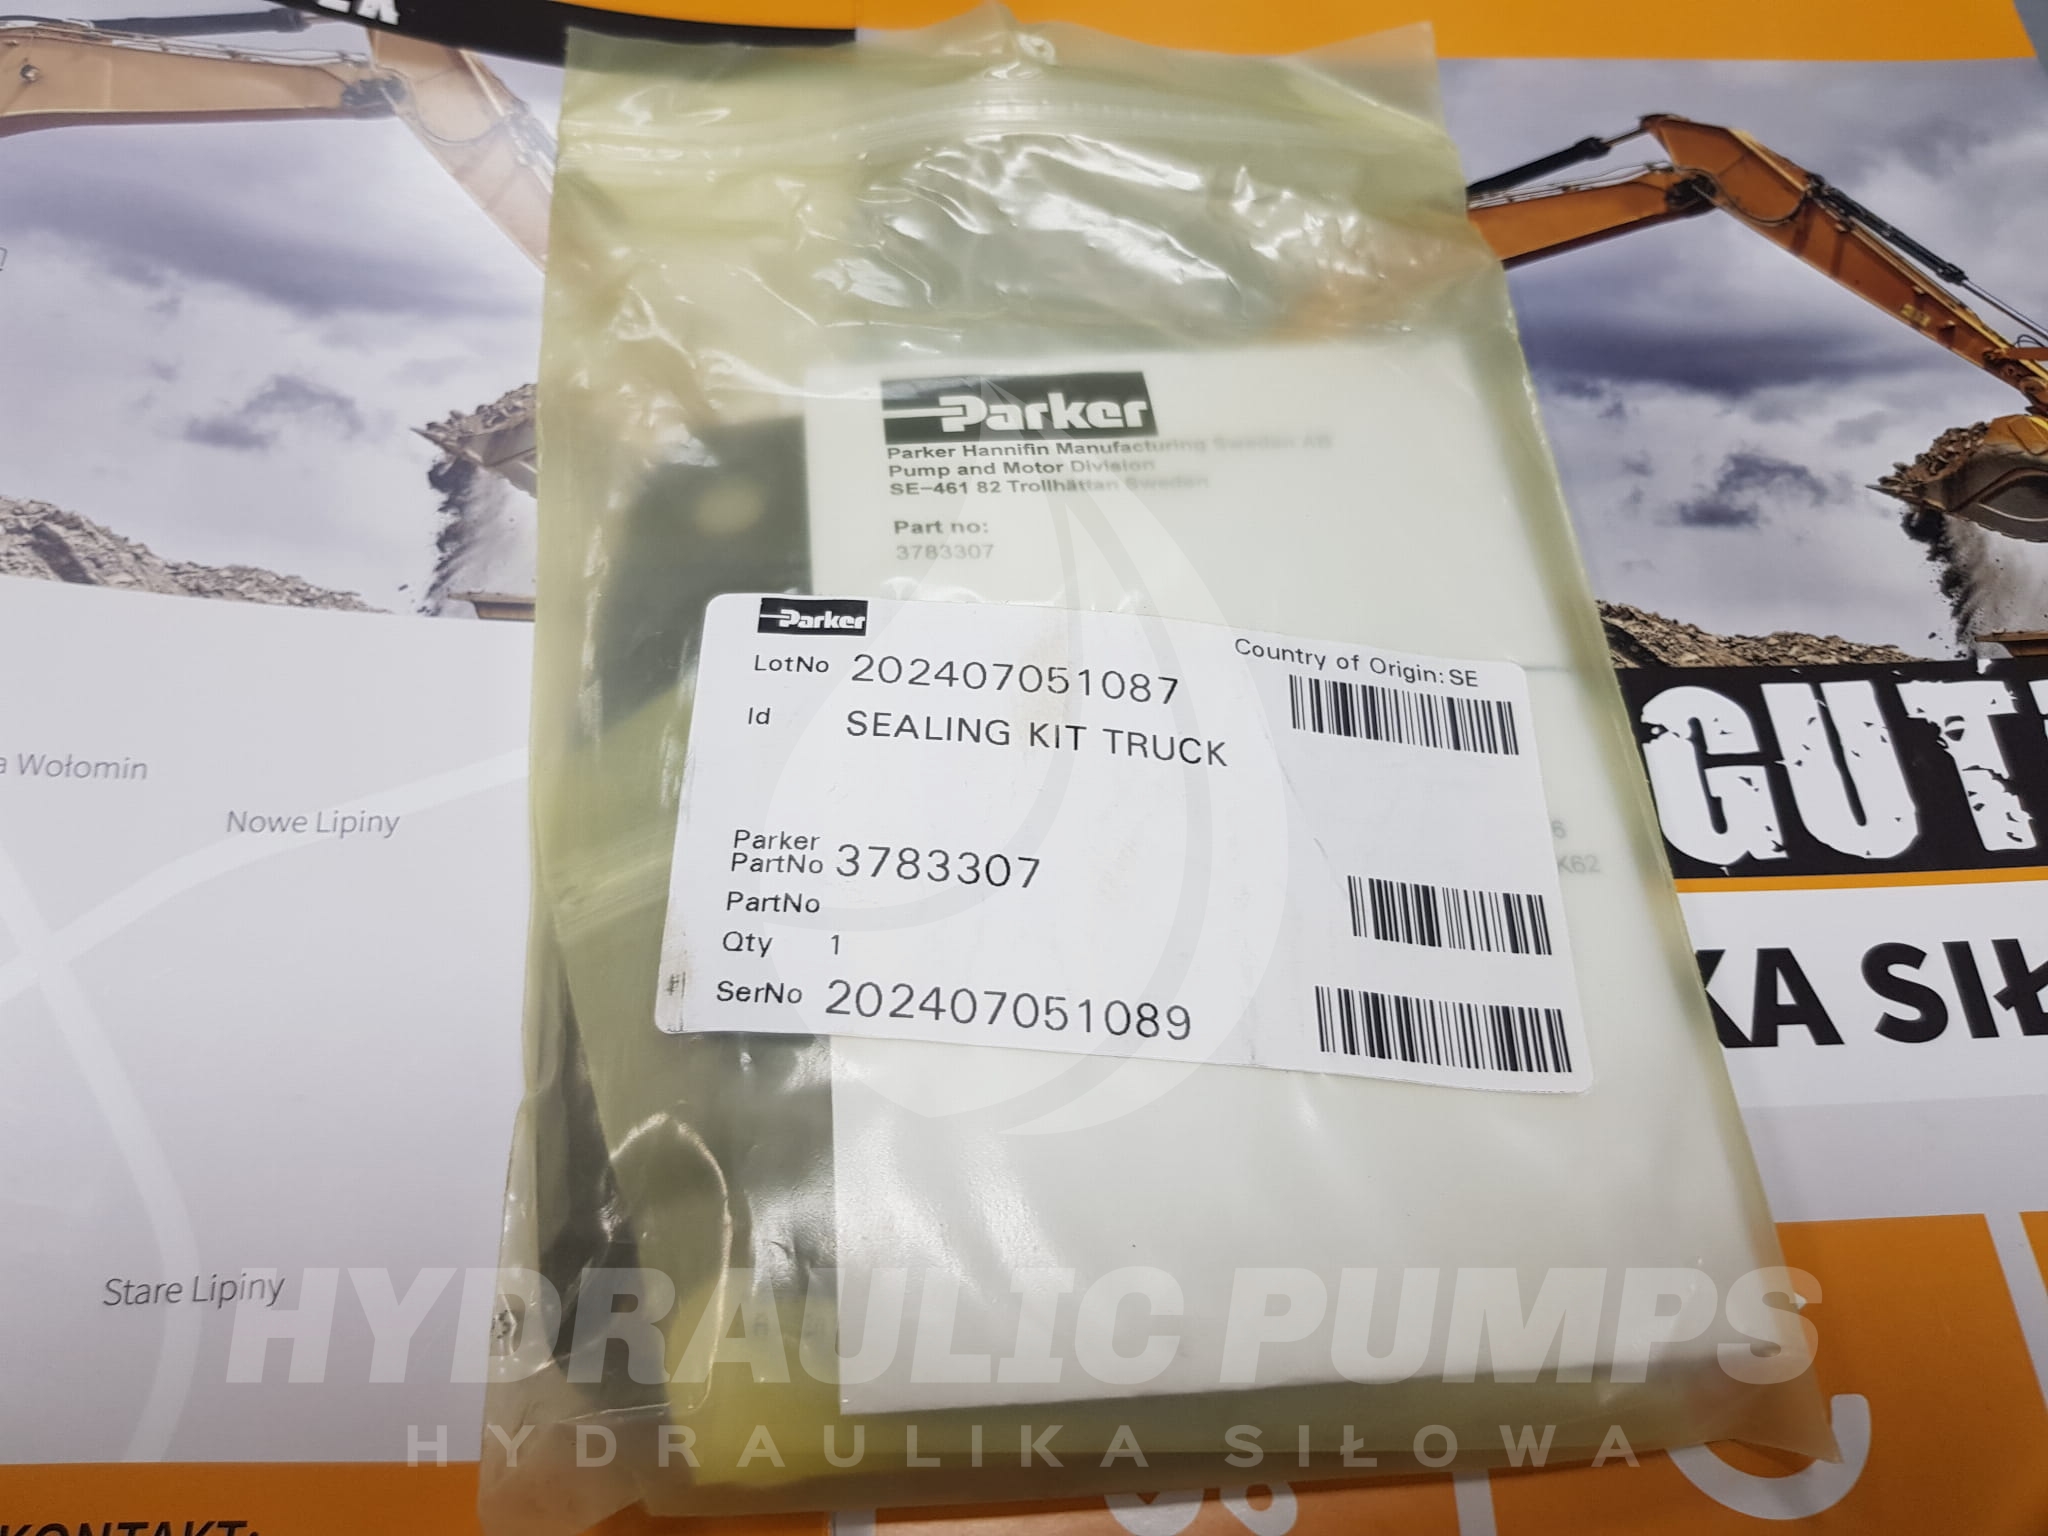 Parker
Parker Hannifin Manufacturing Sweden AB
Pump and Motor Division
SE-461 82 Trollhättan Sweden
Part no:
3783307
Parker
Country of Origin: SE
LotNo 202407051087
Id SEALING KIT TRUCK
Parker
PartNo 3783307
PartNo
Qty 1
SerNo 202407051089
K62
GUT
KA SIŁ
Wołomin
Nowe Lipiny
Stare Lipiny
HYDRAULIC PUMPS
HYDRAULIKA SIŁOWA
KONTAKT: